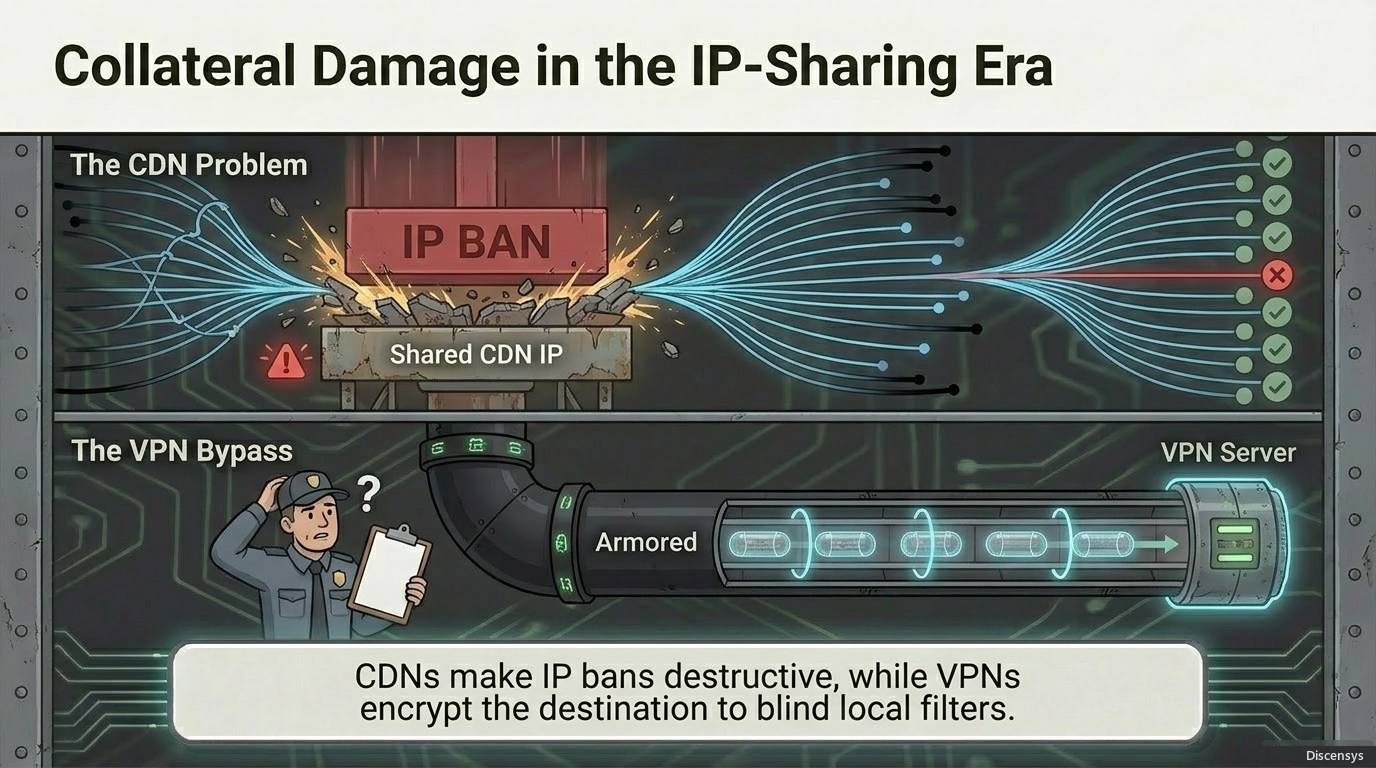 Collateral Damage in the IP-Sharing Era
The CDN Problem
IP BAN
Shared CDN IP
The VPN Bypass
?
VPN Server
Armored
CDNs make IP bans destructive, while VPNs
encrypt the destination to blind local filters.
Discensys